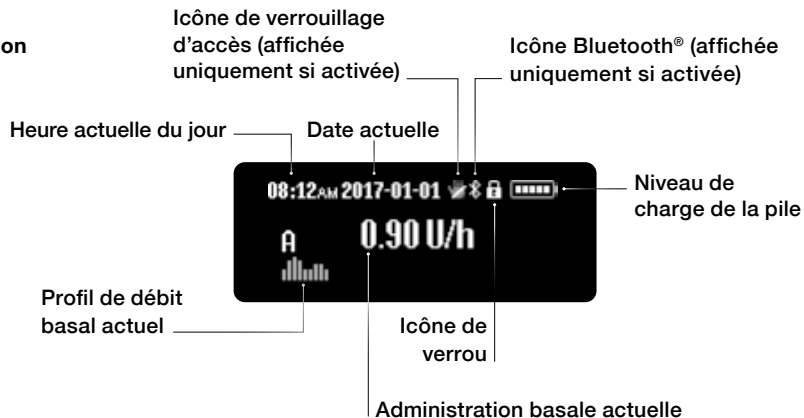 on
Icône de verrouillage
d'accès (affichée
uniquement si activée)
Icône Bluetooth® (affichée
uniquement si activée)
Heure actuelle du jour
Date actuelle
08:12AM 2017-01-01
Niveau de
charge de la pile
A
0.90 U/h
Profil de débit
basal actuel
Icône de
verrou
Administration basale actuelle